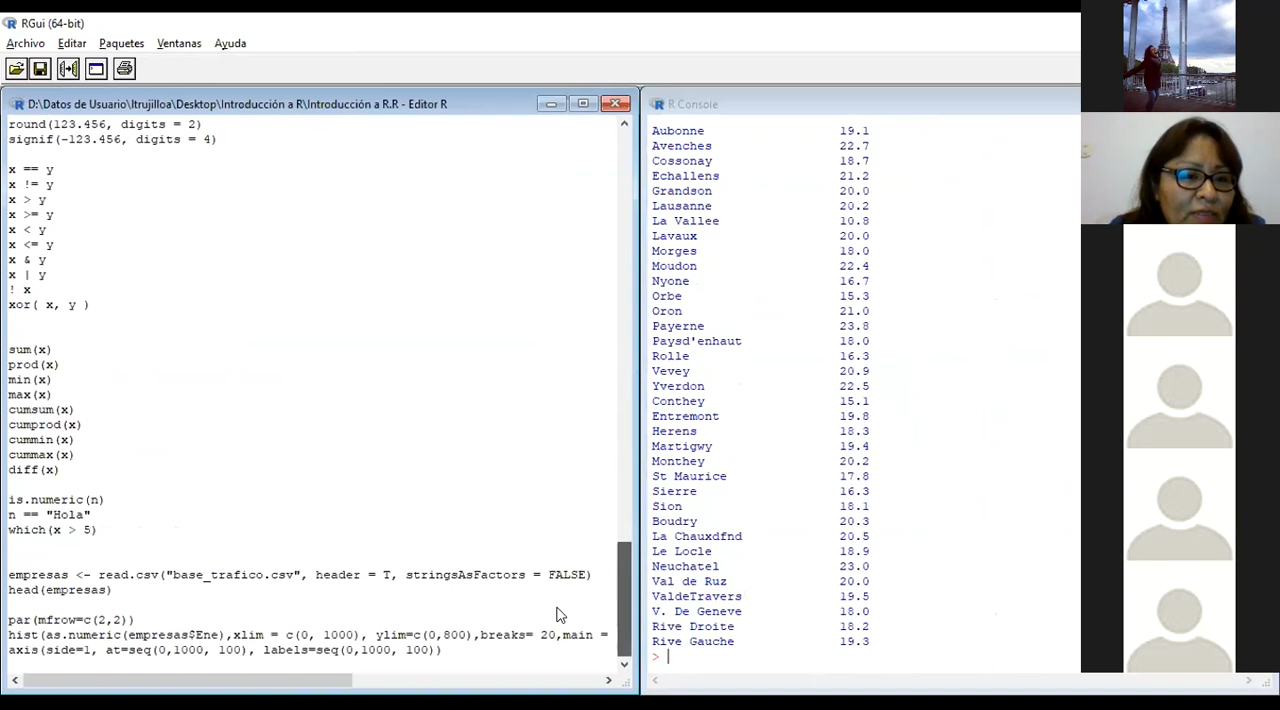 RGui (64-bit)
Archivo Editar Paquetes Ventanas Ayuda
D:\Datos de Usuario\ltrujilloa\Desktop\Introducción a R\Introducción a R.R - Editor R
round(123.456, digits = 2)
signif(-123.456, digits = 4)
x == y
x != y
x > y
x >= y
x < y
x <= y
x & y
x | y
! x
xor( x, y )
sum(x)
prod(x)
min(x)
max(x)
cumsum(x)
cumprod(x)
cummin(x)
cummax(x)
diff(x)
is.numeric(n)
n == "Hola"
which(x > 5)
empresas <- read.csv("base_trafico.csv", header = T, stringsAsFactors = FALSE)
head(empresas)
par(mfrow=c(2,2))
hist(as.numeric(empresas$Ene),xlim = c(0, 1000), ylim=c(0,800),breaks= 20,main =
axis(side=1, at=seq(0,1000, 100), labels=seq(0,1000, 100))
R Console
Aubonne 19.1
Avenches 22.7
Cossonay 18.7
Echallens 21.2
Grandson 20.0
Lausanne 20.2
La Vallee 10.8
Lavaux 20.0
Morges 18.0
Moudon 22.4
Nyone 16.7
Orbe 15.3
Oron 21.0
Payerne 23.8
Paysd'enhaut 18.0
Rolle 16.3
Vevey 20.9
Yverdon 22.5
Conthey 15.1
Entremont 19.8
Herens 18.3
Martigwy 19.4
Monthey 20.2
St Maurice 17.8
Sierre 16.3
Sion 18.1
Boudry 20.3
La Chauxdfnd 20.5
Le Locle 18.9
Neuchatel 23.0
Val de Ruz 20.0
ValdeTravers 19.5
V. De Geneve 18.0
Rive Droite 18.2
Rive Gauche 19.3
>